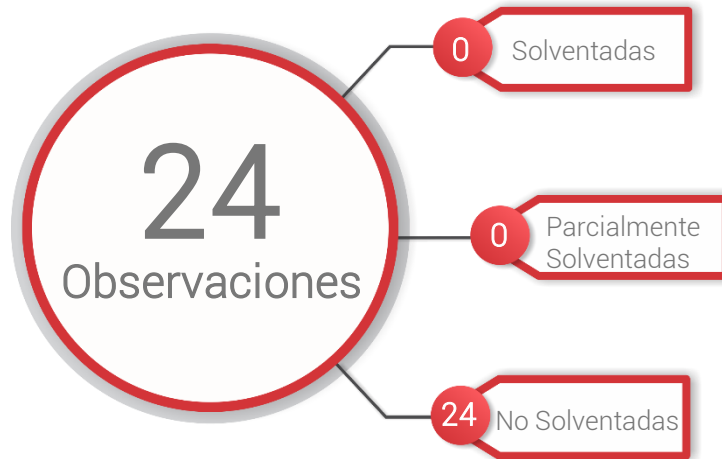 24
Observaciones
0
Solventadas
0
Parcialmente
Solventadas
24
No Solventadas